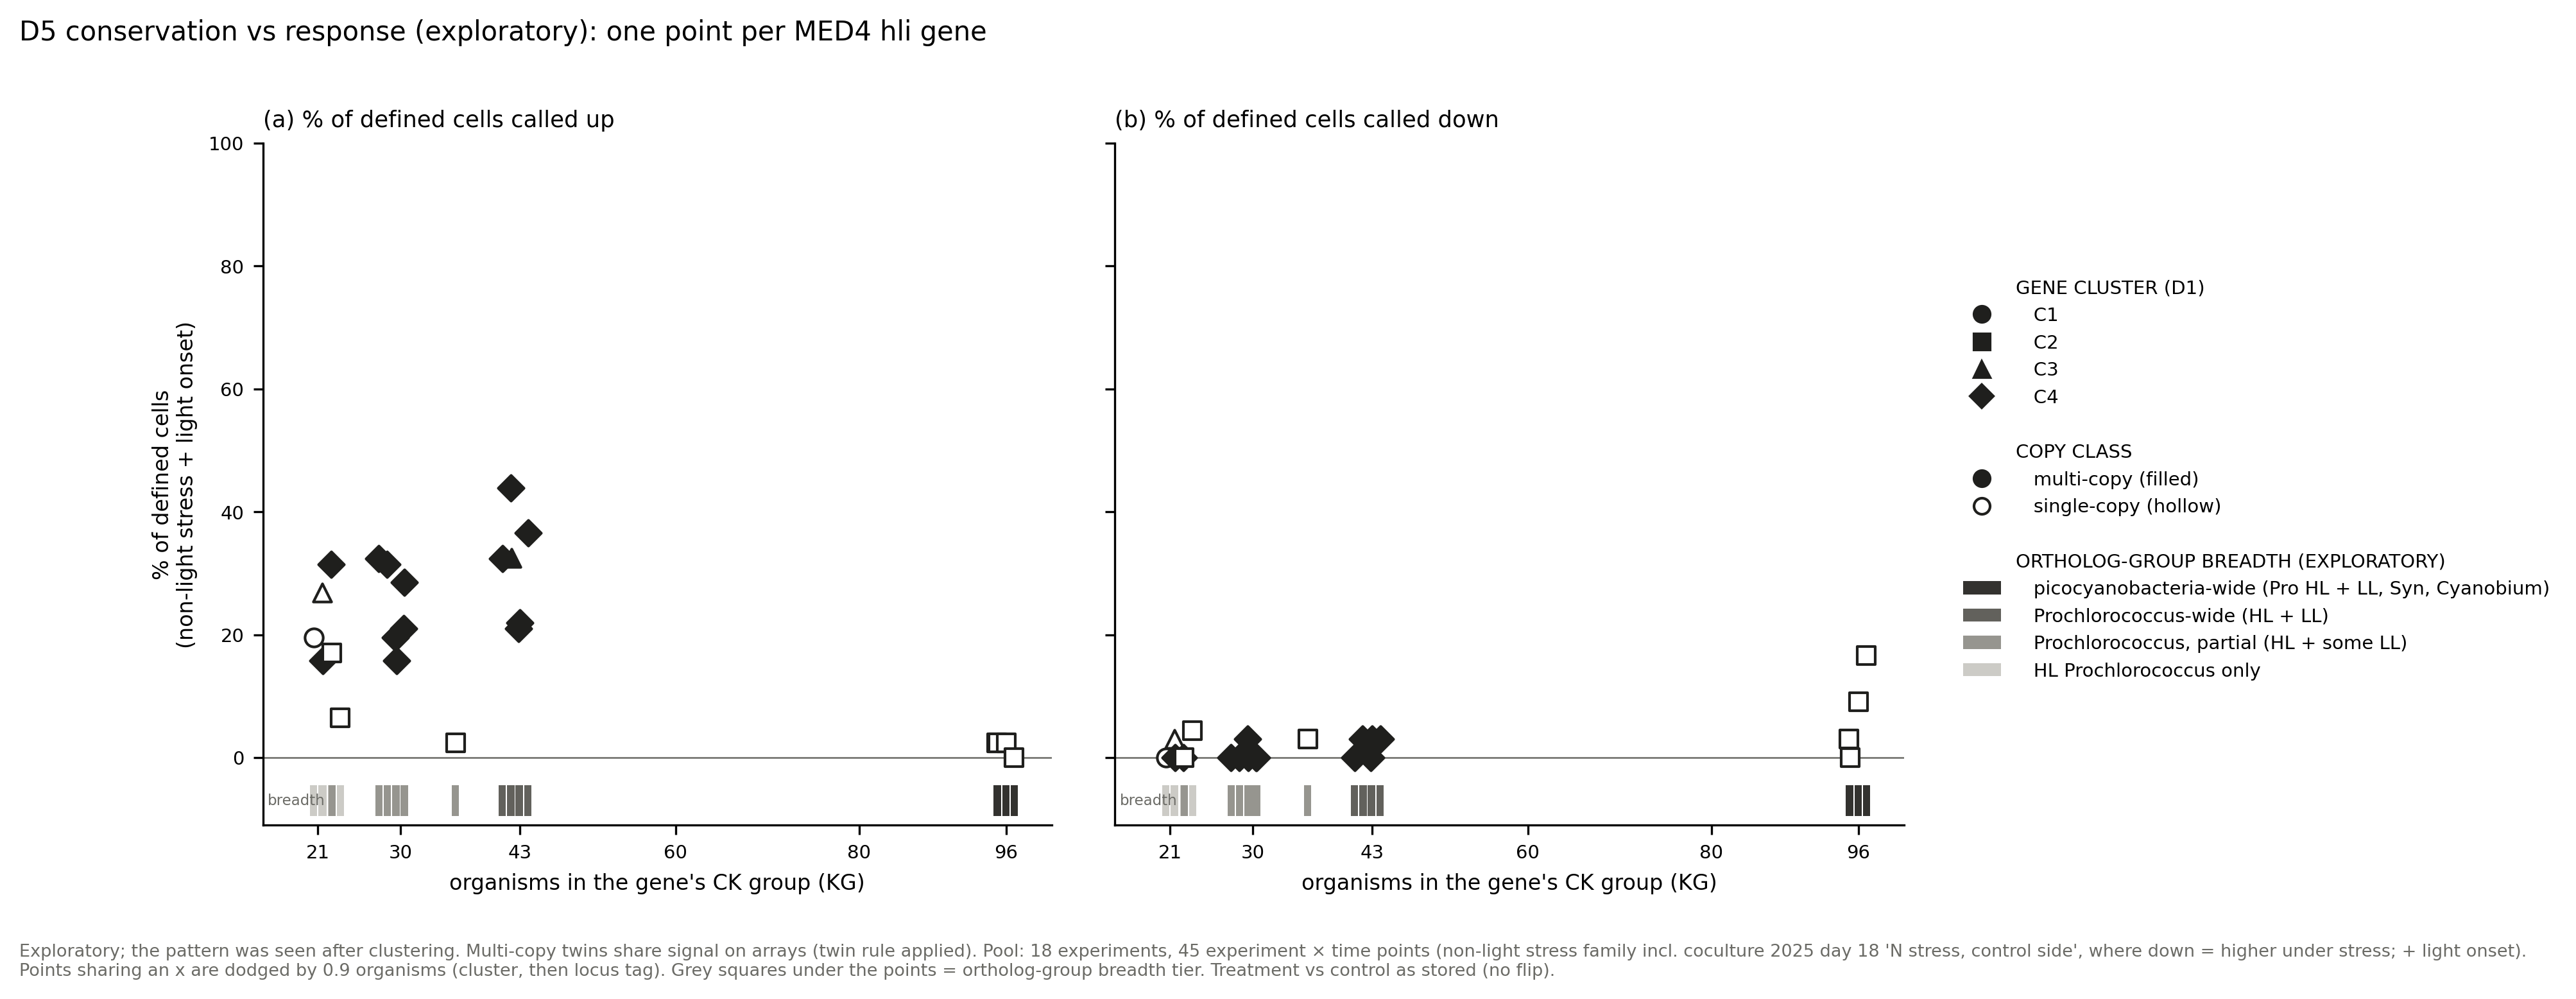 D5 conservation vs response (exploratory): one point per MED4 hli gene
(a) % of defined cells called up
(b) % of defined cells called down
% of defined cells
(non-light stress + light onset)
100
80
60
40
20
0
breadth
breadth
21 30 43 60 80 96
21 30 43 60 80 96
organisms in the gene's CK group (KG)
organisms in the gene's CK group (KG)
GENE CLUSTER (D1)
C1
C2
C3
C4
COPY CLASS
multi-copy (filled)
single-copy (hollow)
ORTHOLOG-GROUP BREADTH (EXPLORATORY)
picocyanobacteria-wide (Pro HL + LL, Syn, Cyanobium)
Prochlorococcus-wide (HL + LL)
Prochlorococcus, partial (HL + some LL)
HL Prochlorococcus only
Exploratory; the pattern was seen after clustering. Multi-copy twins share signal on arrays (twin rule applied). Pool: 18 experiments, 45 experiment × time points (non-light stress family incl. coculture 2025 day 18 'N stress, control side', where down = higher under stress; + light onset).
Points sharing an x are dodged by 0.9 organisms (cluster, then locus tag). Grey squares under the points = ortholog-group breadth tier. Treatment vs control as stored (no flip).